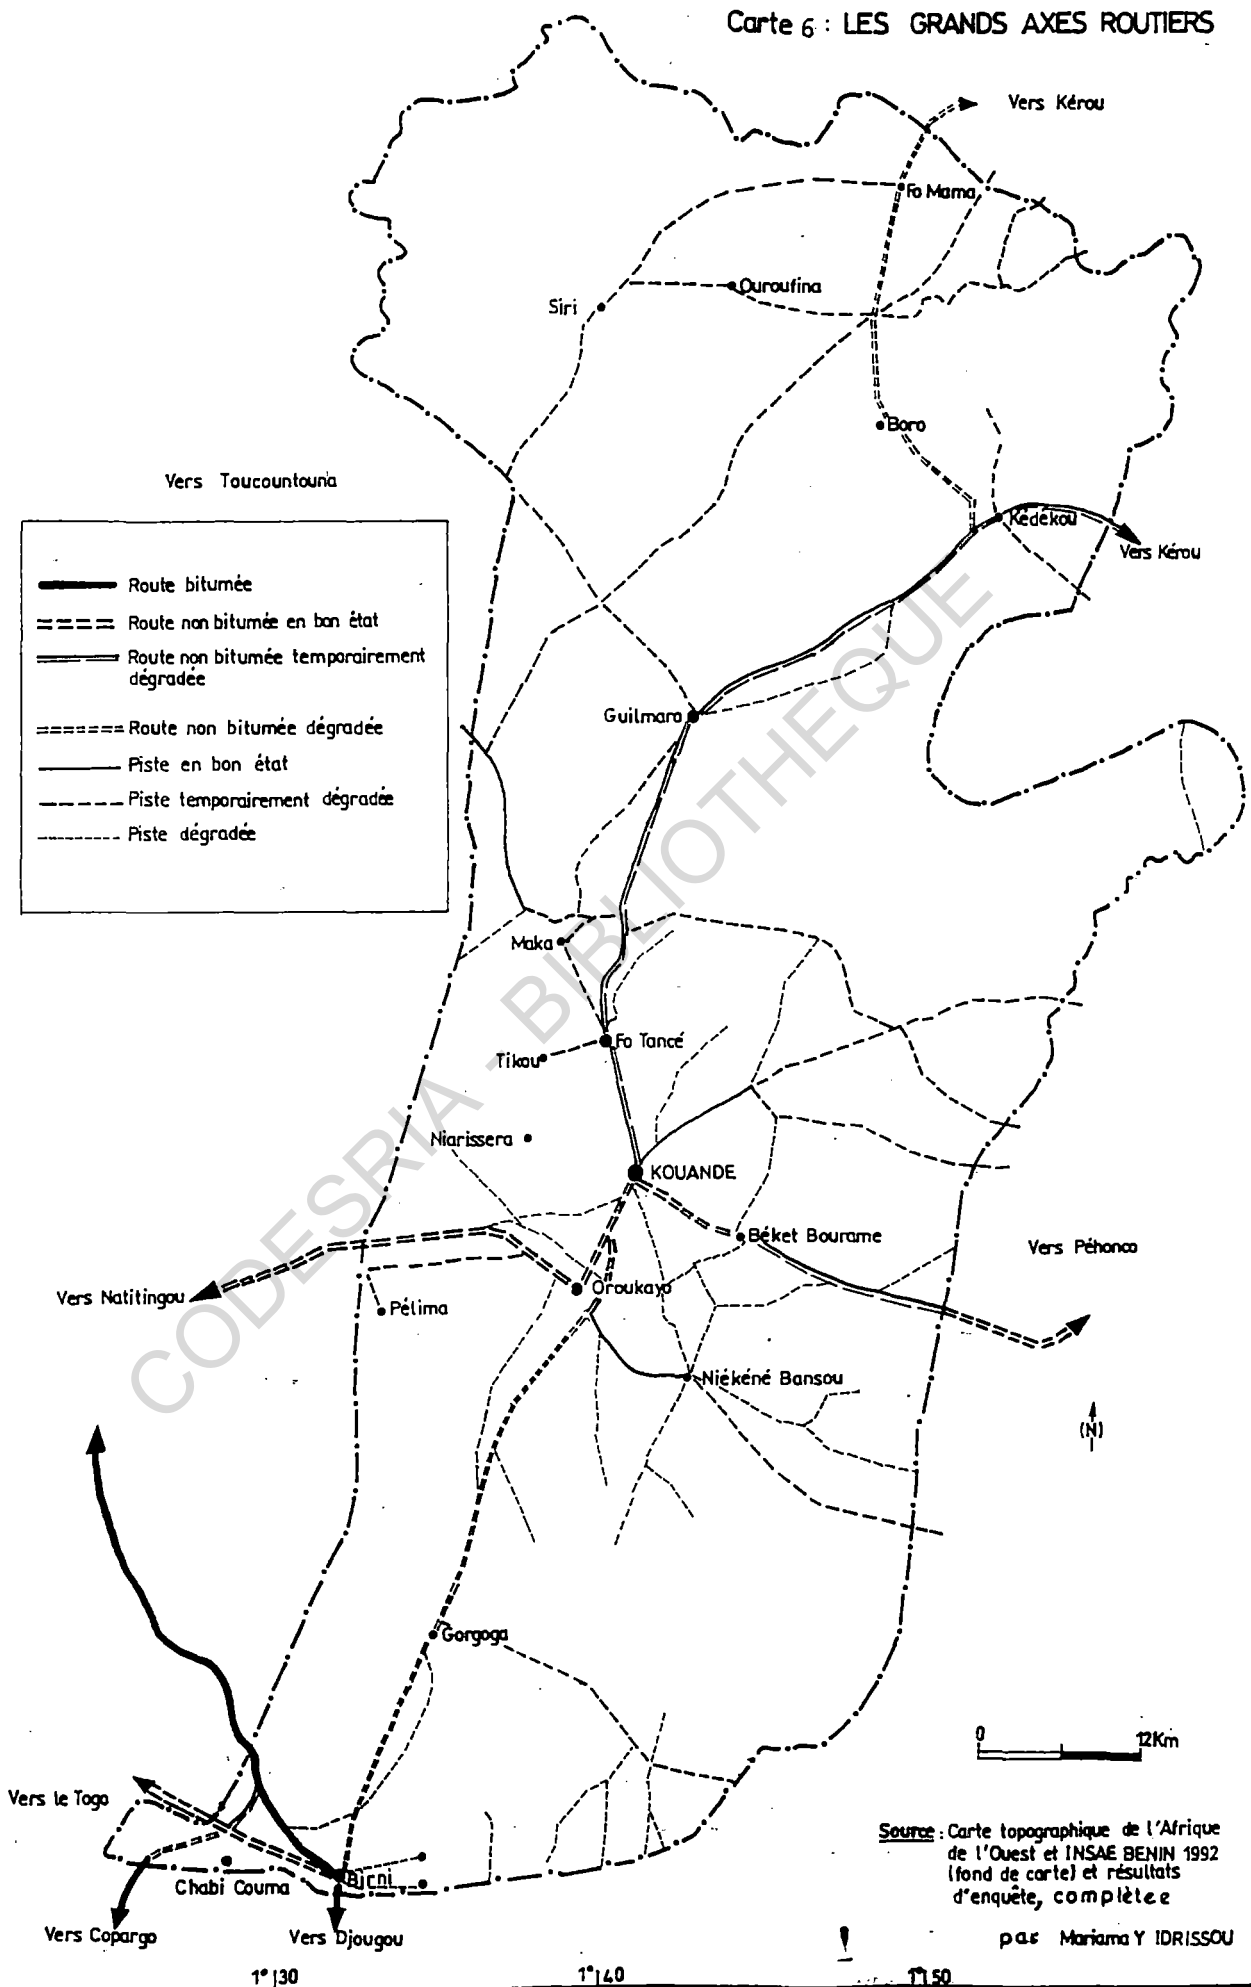 Carte 6 : LES GRANDS AXES ROUTIERS
Vers Kérou
Fo Mama
Ouroufina
Siri
Boro
Vers Toucountouna
Kédékou
Vers Kérou
Route bitumée
Route non bitumée en bon état
Route non bitumée temporairement
dégradée
Route non bitumée dégradée
Piste en bon état
Piste temporairement dégradée
Piste dégradée
Guilmaro
Maka
Fo Tancé
Tikou
Niarissera
KOUANDE
Béket Bourame
Vers Péhonco
Oroukayo
Vers Natitingou
Pélima
Niékéné Bansou
(N)
Gorgoga
0 12Km
Vers le Togo
Chabi Couma
Birni
Vers Copargo
Vers Djougou
Source : Carte topographique de l'Afrique
de l'Ouest et INSAE BENIN 1992
(fond de carte) et résultats
d'enquête, complétée
par Mariama Y IDRISSOU
1°30
1°40
1°50
CODESRIA - BIBLIOTHEQUE